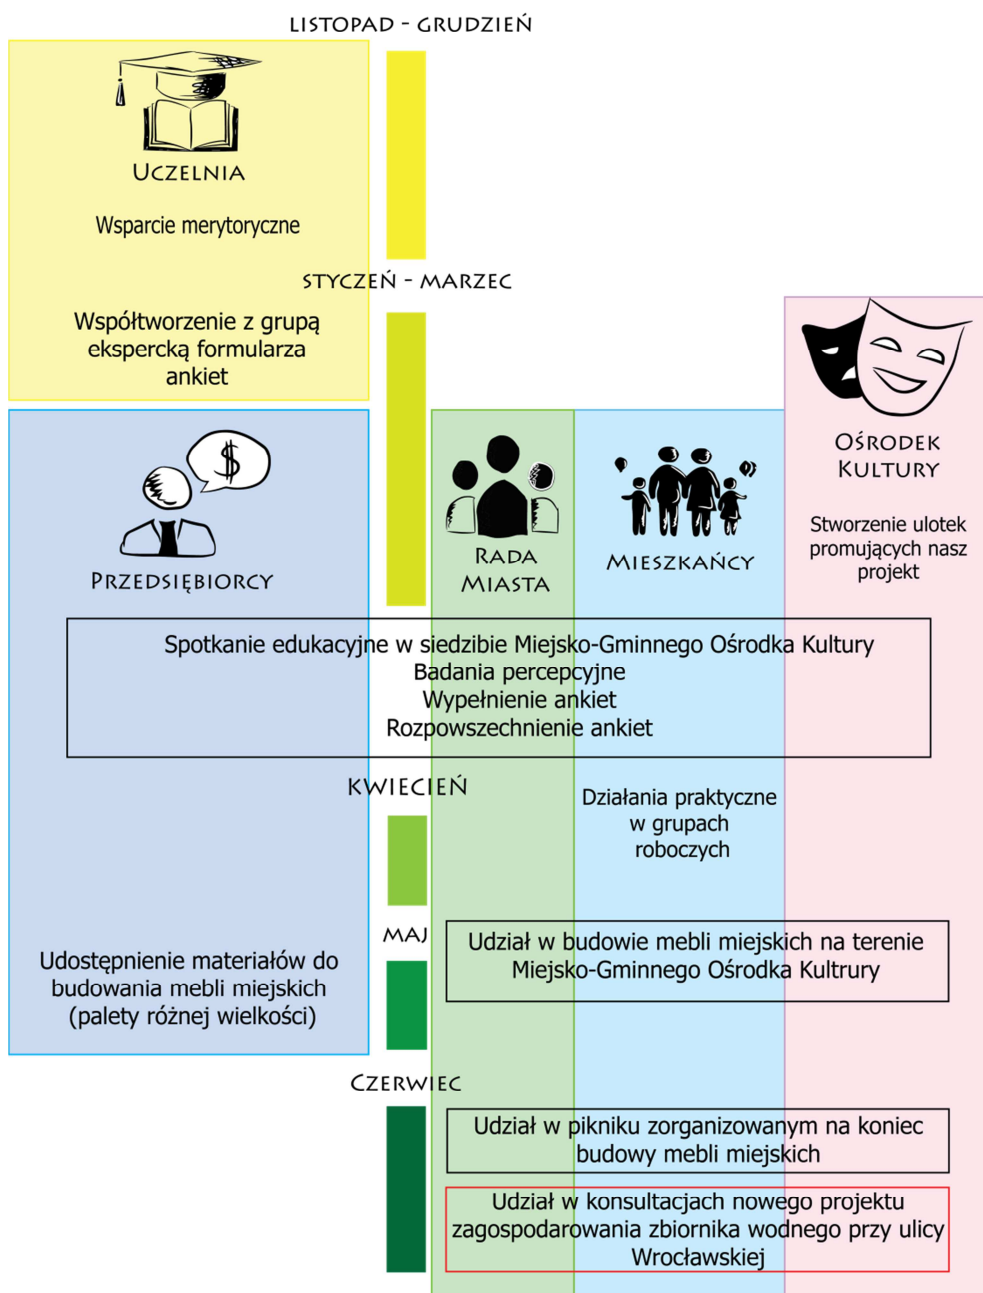 LISTOPAD - GRUDZIEŃ
UCZELNIA
Wsparcie merytoryczne
STYCZEŃ - MARZEC
Współtworzenie z grupą
ekspercką formularza
ankiet
OŚRODEK
KULTURY
Stworzenie ulotek
promujących nasz
projekt
$
PRZEDSIĘBIORCY
RADA
MIASTA
MIESZKAŃCY
Spotkanie edukacyjne w siedzibie Miejsko-Gminnego Ośrodka Kultury
Badania percepcyjne
Wypełnienie ankiet
Rozpowszechnienie ankiet
KWIECIEŃ
Działania praktyczne
w grupach
roboczych
MAJ
Udostępnienie materiałów do
budowania mebli miejskich
(palety różnej wielkości)
Udział w budowie mebli miejskich na terenie
Miejsko-Gminnego Ośrodka Kultrury
CZERWIEC
Udział w pikniku zorganizowanym na koniec
budowy mebli miejskich
Udział w konsultacjach nowego projektu
zagospodarowania zbiornika wodnego przy ulicy
Wrocławskiej